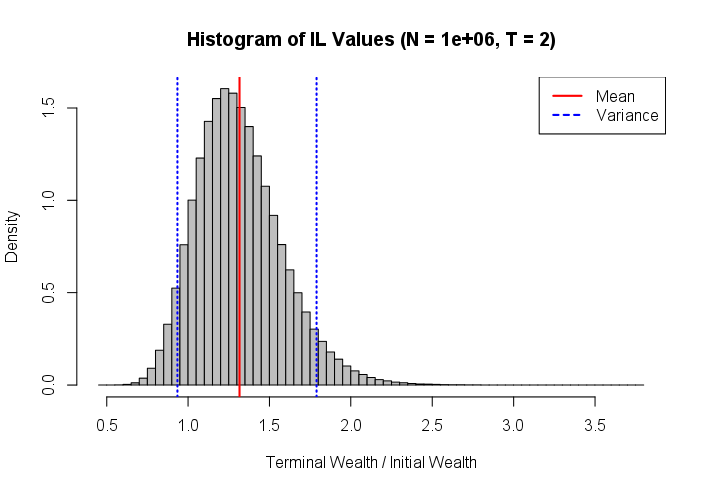 Histogram of IL Values (N = 1e+06, T = 2)
Mean
Variance
Density
0.0
0.5
1.0
1.5
0.5
1.0
1.5
2.0
2.5
3.0
3.5
Terminal Wealth / Initial Wealth